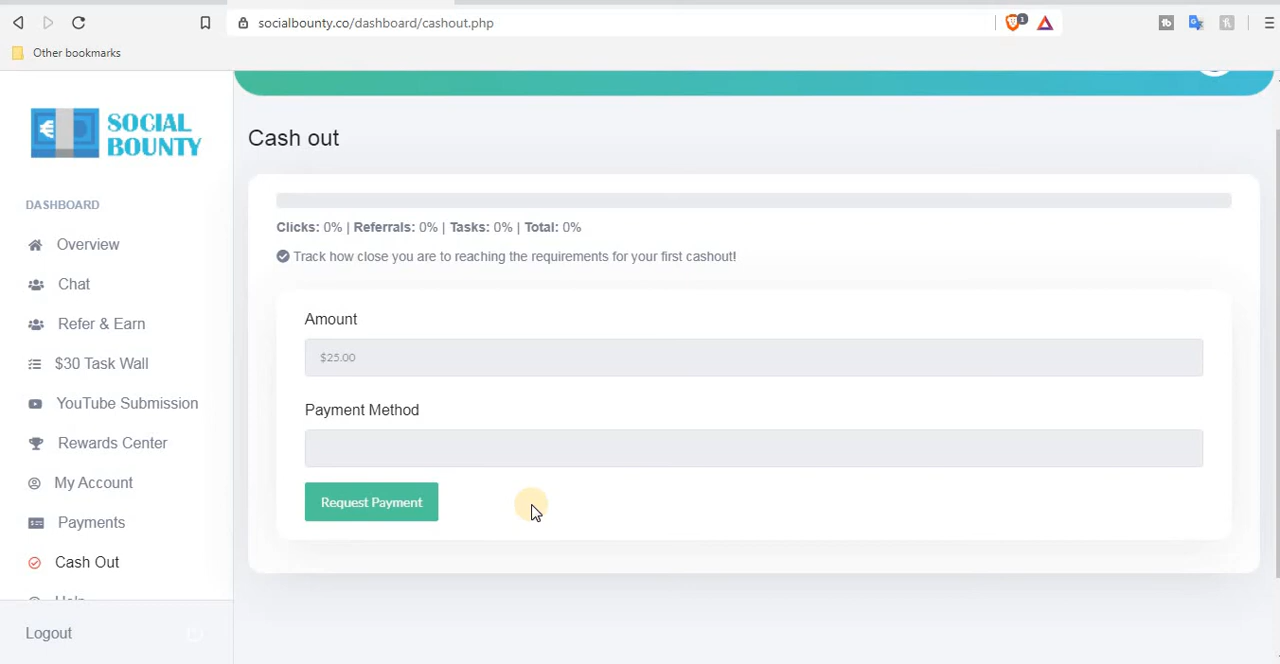 socialbounty.co/dashboard/cashout.php
1
Other bookmarks
SOCIAL
BOUNTY
DASHBOARD
Overview
Chat
Refer & Earn
$30 Task Wall
YouTube Submission
Rewards Center
My Account
Payments
Cash Out
Logout
Cash out
Clicks: 0% | Referrals: 0% | Tasks: 0% | Total: 0%
Track how close you are to reaching the requirements for your first cashout!
Amount
$25.00
Payment Method
Request Payment